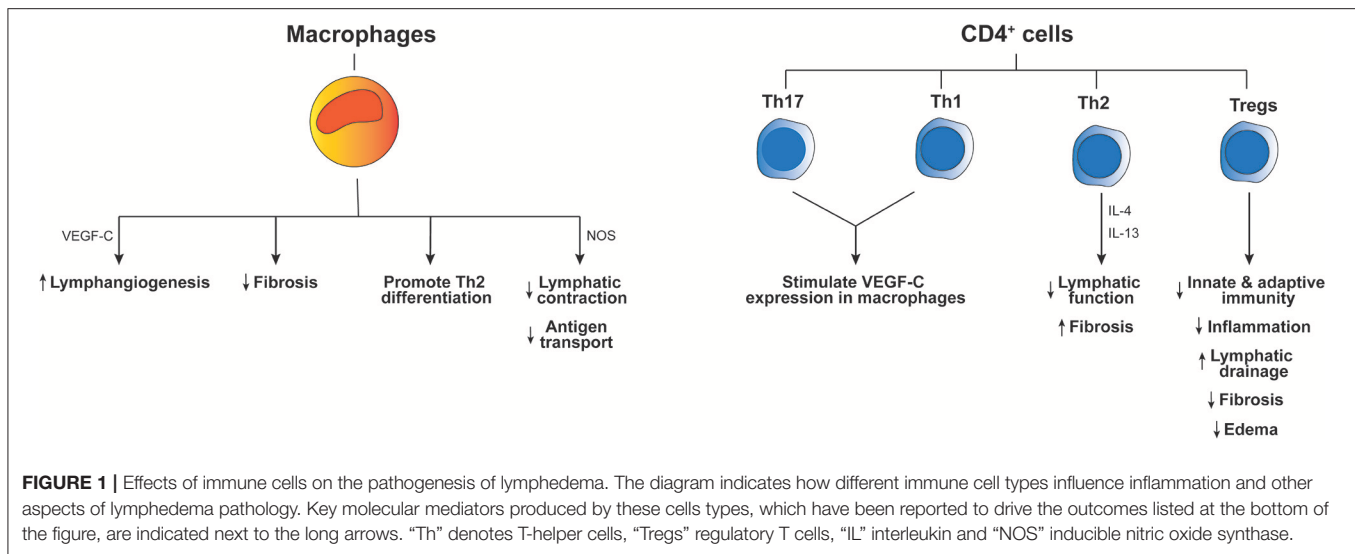 Macrophages
VEGF-C
NOS
↑ Lymphangiogenesis
↓ Fibrosis
Promote Th2
differentiation
↓ Lymphatic
contraction
↓ Antigen
transport
CD4⁺ cells
Th17
Th1
Th2
Tregs
IL-4
IL-13
Stimulate VEGF-C
expression in macrophages
↓ Lymphatic
function
↑ Fibrosis
↓ Innate & adaptive
immunity
↓ Inflammation
↑ Lymphatic
drainage
↓ Fibrosis
↓ Edema
FIGURE 1 | Effects of immune cells on the pathogenesis of lymphedema. The diagram indicates how different immune cell types influence inflammation and other
aspects of lymphedema pathology. Key molecular mediators produced by these cells types, which have been reported to drive the outcomes listed at the bottom of
the figure, are indicated next to the long arrows. “Th” denotes T-helper cells, “Tregs” regulatory T cells, “IL” interleukin and “NOS” inducible nitric oxide synthase.